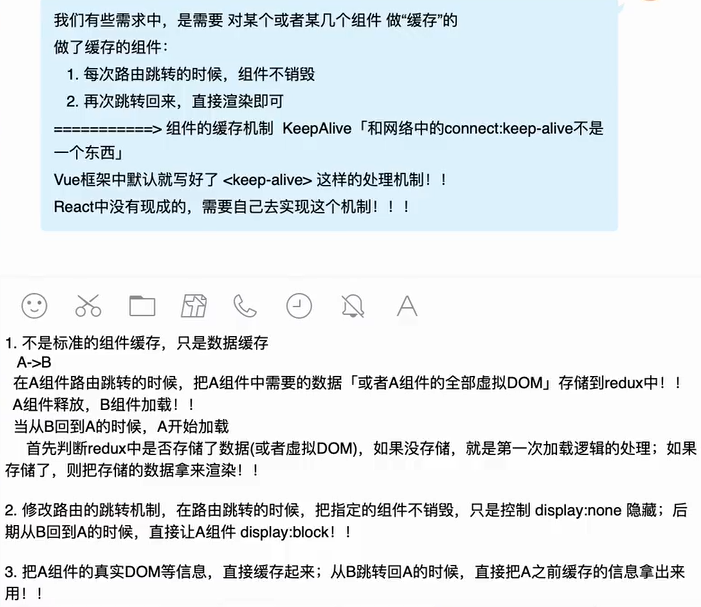 我们有些需求中，是需要 对某个或者某几个组件 做“缓存”的
做了缓存的组件：
1. 每次路由跳转的时候，组件不销毁
2. 再次跳转回来，直接渲染即可
===========> 组件的缓存机制 KeepAlive「和网络中的connect:keep-alive不是
一个东西」
Vue框架中默认就写好了 <keep-alive> 这样的处理机制！！
React中没有现成的，需要自己去实现这个机制！！！
1. 不是标准的组件缓存，只是数据缓存
A->B
在A组件路由跳转的时候，把A组件中需要的数据「或者A组件的全部虚拟DOM」存储到redux中！！
A组件释放，B组件加载！！
当从B回到A的时候，A开始加载
首先判断redux中是否存储了数据(或者虚拟DOM)，如果没存储，就是第一次加载逻辑的处理；如果
存储了，则把存储的数据拿来渲染！！
2. 修改路由的跳转机制，在路由跳转的时候，把指定的组件不销毁，只是控制 display:none 隐藏；后
期从B回到A的时候，直接让A组件 display:block！！
3. 把A组件的真实DOM等信息，直接缓存起来；从B跳转回A的时候，直接把A之前缓存的信息拿出来
用！！